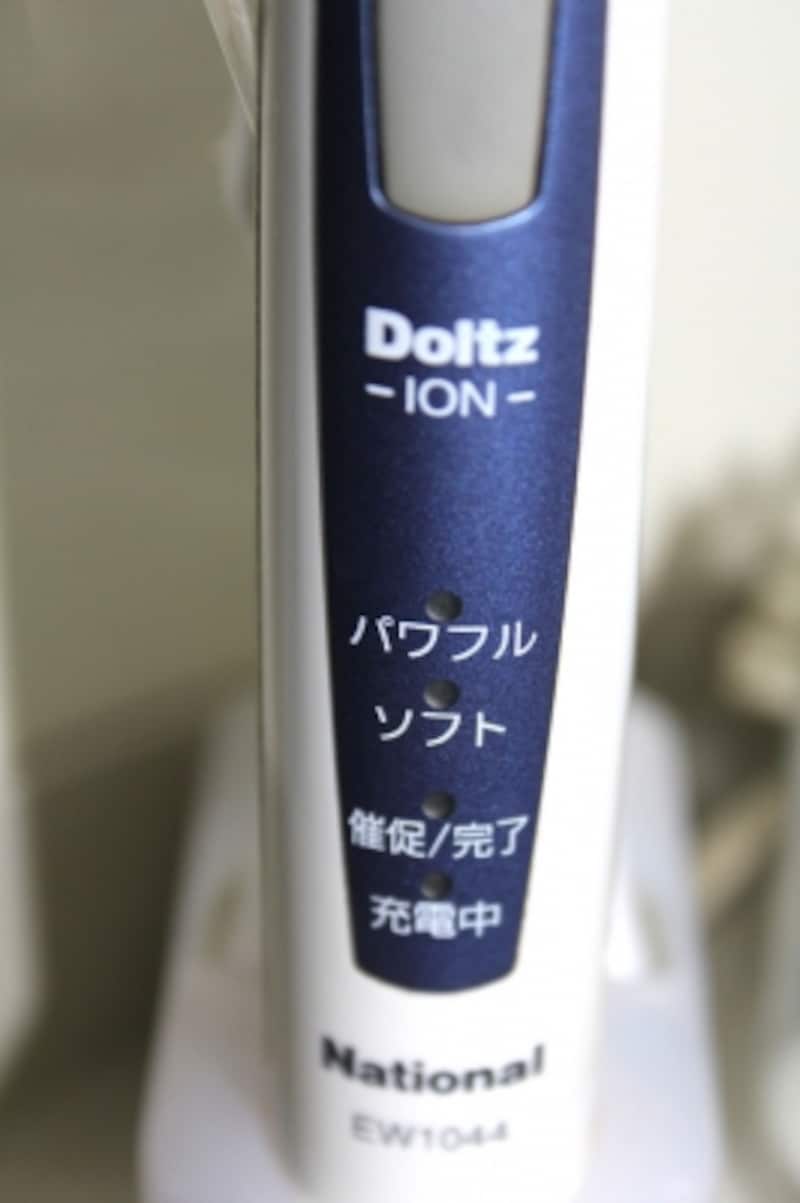 Doltz
-ION-
パワフル
ソフト
催促/完了
充電中
National
EW1044